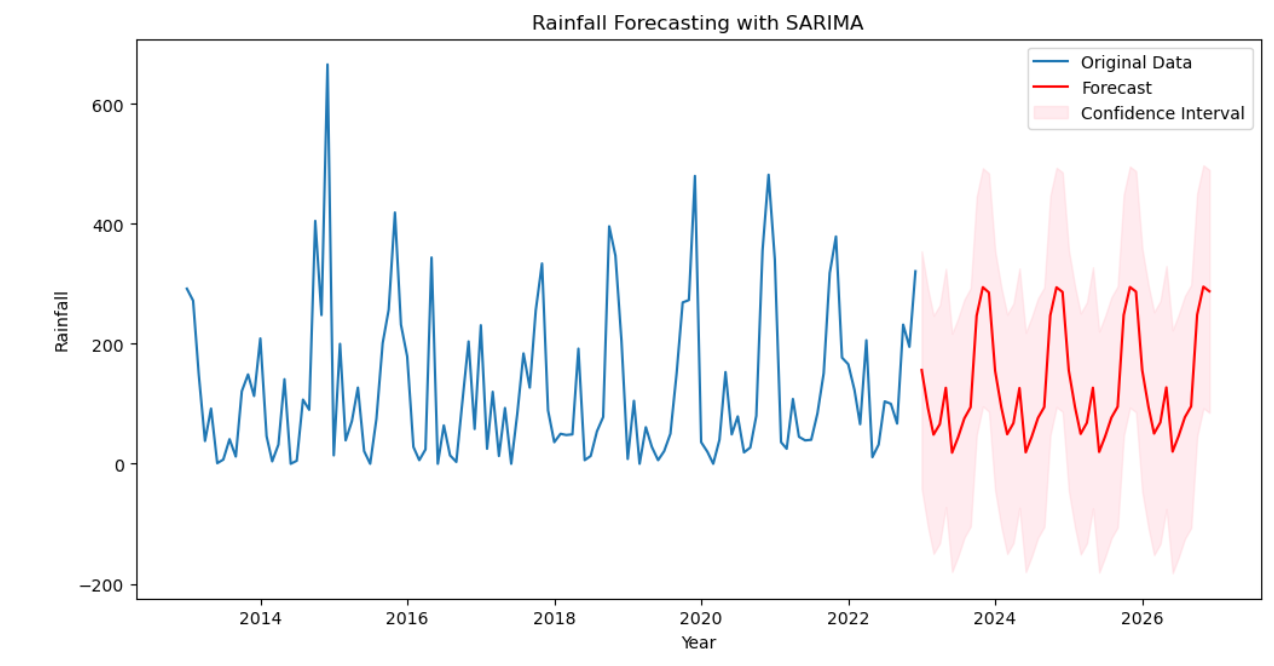 Rainfall Forecasting with SARIMA
Original Data
Forecast
Confidence Interval
600
400
200
0
−200
Rainfall
2014 2016 2018 2020 2022 2024 2026
Year